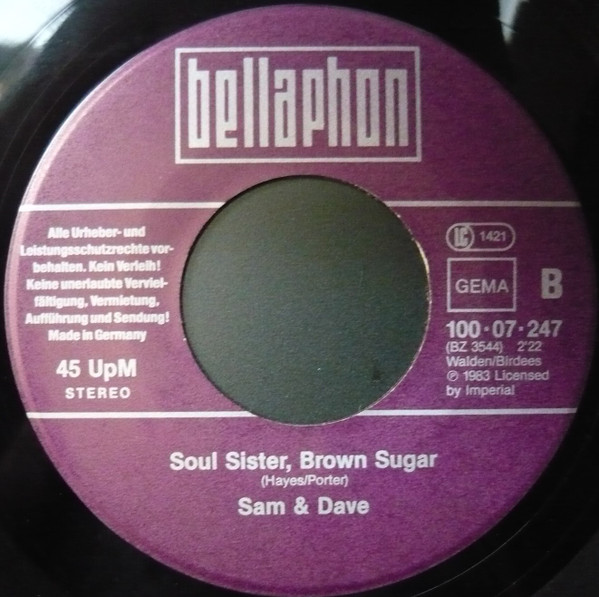 bellaphon
Alle Urheber- und
Leistungsschutzrechte vor-
behalten. Kein Verleih!
Keine unerlaubte Verviel-
fältigung, Vermietung,
Aufführung und Sendung!
Made in Germany
45 UpM
STEREO
LC 1421
GEMA B
100·07·247
(BZ 3544) 2'22
Walden/Birdees
℗ 1983 Licensed
by Imperial
Soul Sister, Brown Sugar
(Hayes/Porter)
Sam & Dave